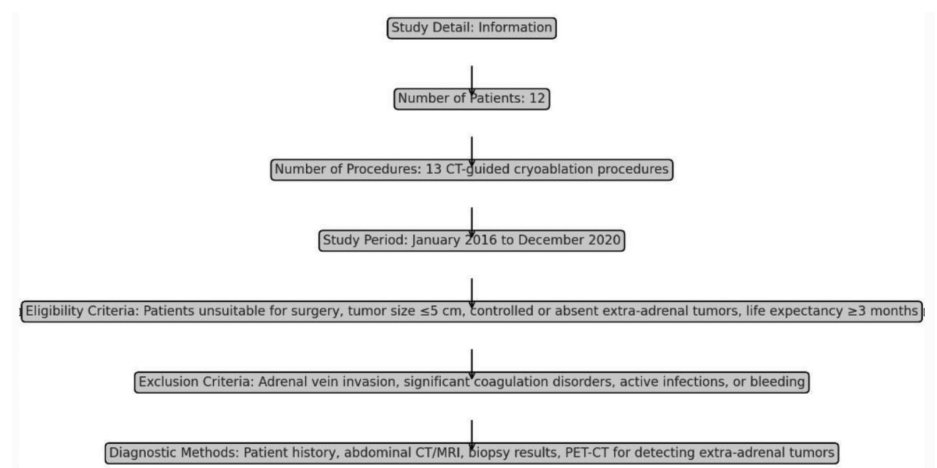 Study Detail: Information
Number of Patients: 12
Number of Procedures: 13 CT-guided cryoablation procedures
Study Period: January 2016 to December 2020
Eligibility Criteria: Patients unsuitable for surgery, tumor size ≤5 cm, controlled or absent extra-adrenal tumors, life expectancy ≥3 months
Exclusion Criteria: Adrenal vein invasion, significant coagulation disorders, active infections, or bleeding
Diagnostic Methods: Patient history, abdominal CT/MRI, biopsy results, PET-CT for detecting extra-adrenal tumors